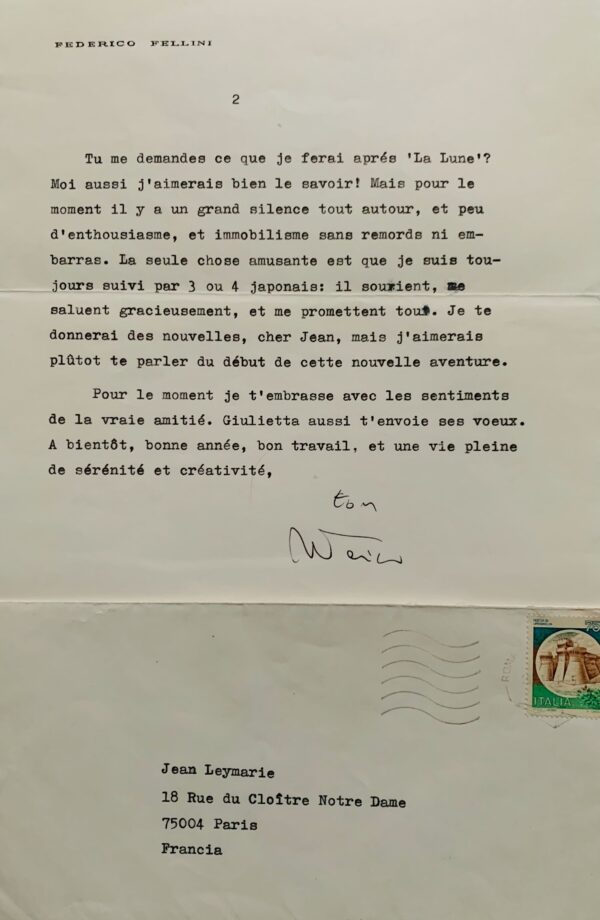 FEDERICO FELLINI
2
Tu me demandes ce que je ferai aprés 'La Lune'?
Moi aussi j'aimerais bien le savoir! Mais pour le
moment il y a un grand silence tout autour, et peu
d'enthousiasme, et immobilisme sans remords ni em-
barras. La seule chose amusante est que je suis tou-
jours suivi par 3 ou 4 japonais: il sourient, me
saluent gracieusement, et me promettent tout. Je te
donnerai des nouvelles, cher Jean, mais j'aimerais
plûtot te parler du début de cette nouvelle aventure.
Pour le moment je t'embrasse avec les sentiments
de la vraie amitié. Giulietta aussi t'envoie ses voeux.
A bientôt, bonne année, bon travail, et une vie pleine
de sérénité et créativité,
ton
ITALIA
Jean Leymarie
18 Rue du Cloître Notre Dame
75004 Paris
Francia